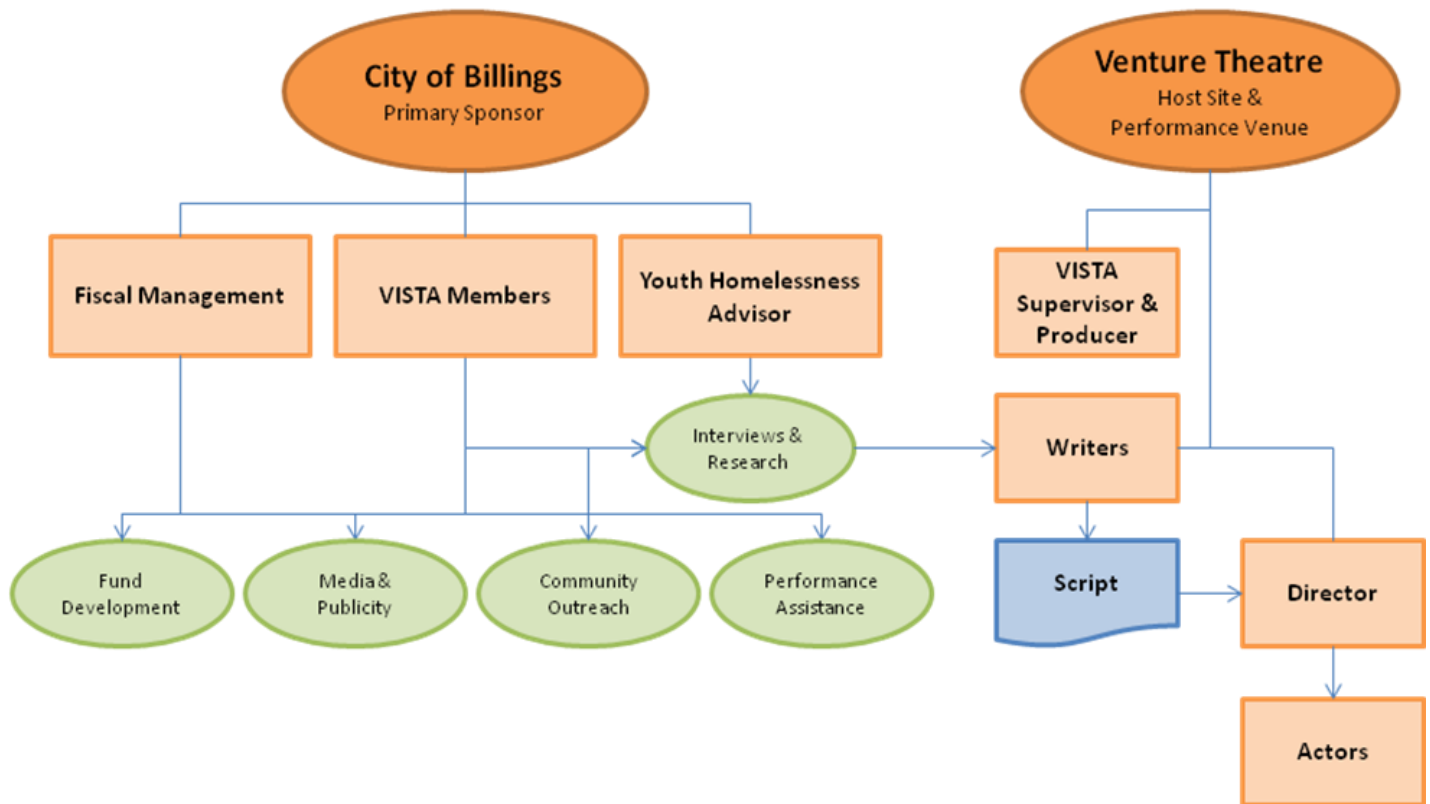 City of Billings
Primary Sponsor
Venture Theatre
Host Site &
Performance Venue
Fiscal Management
VISTA Members
Youth Homelessness
Advisor
VISTA
Supervisor &
Producer
Interviews &
Research
Writers
Fund
Development
Media &
Publicity
Community
Outreach
Performance
Assistance
Script
Director
Actors